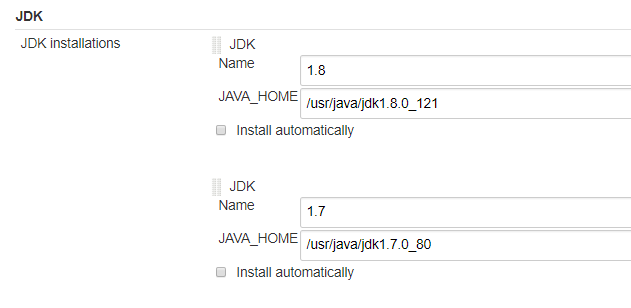 JDK
JDK installations
JDK
Name
1.8
JAVA_HOME
/usr/java/jdk1.8.0_121
Install automatically
JDK
Name
1.7
JAVA_HOME
/usr/java/jdk1.7.0_80
Install automatically